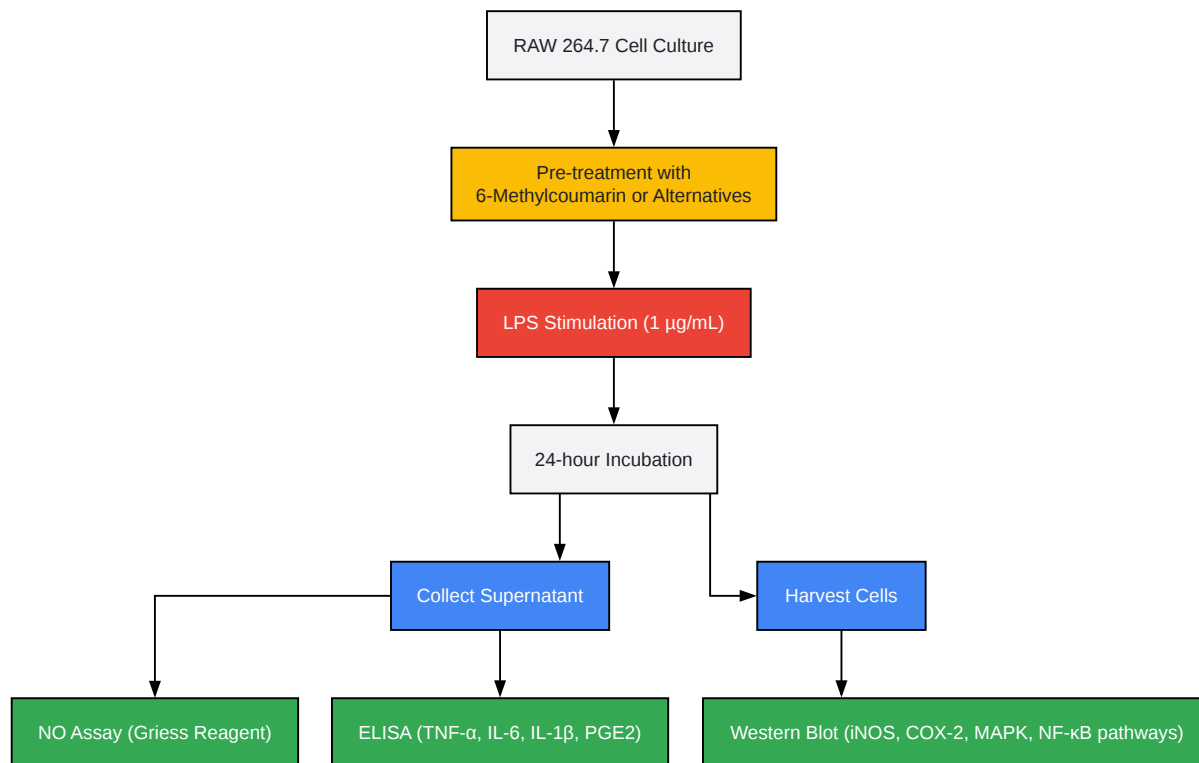 RAW 264.7 Cell Culture
Pre-treatment with
6-Methylcoumarin or Alternatives
LPS Stimulation (1 µg/mL)
24-hour Incubation
Collect Supernatant
Harvest Cells
NO Assay (Griess Reagent)
ELISA (TNF-α, IL-6, IL-1β, PGE2)
Western Blot (iNOS, COX-2, MAPK, NF-κB pathways)